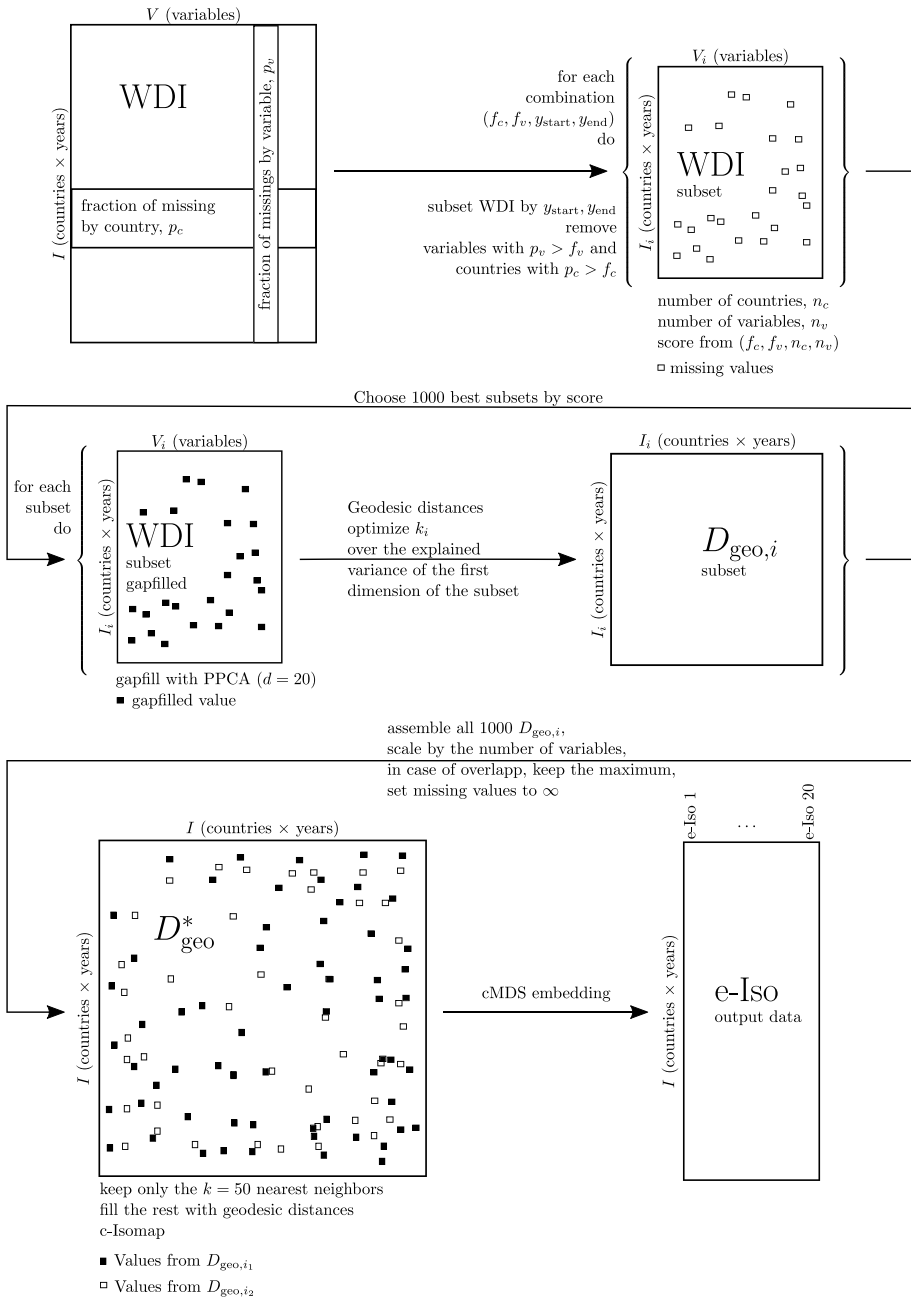 V (variables)
I (countries × years)
WDI
fraction of missing
by country, p_c
fraction of missings by variable, p_v
for each
combination
(f_c, f_v, y_start, y_end)
do
subset WDI by y_start, y_end
remove
variables with p_v > f_v and
countries with p_c > f_c
V_i (variables)
I_i (countries × years)
WDI
subset
number of countries, n_c
number of variables, n_v
score from (f_c, f_v, n_c, n_v)
missing values
Choose 1000 best subsets by score
for each
subset
do
V_i (variables)
I_i (countries × years)
WDI
subset
gapfilled
gapfill with PPCA (d = 20)
gapfilled value
Geodesic distances
optimize k_i
over the explained
variance of the first
dimension of the subset
I_i (countries × years)
I_i (countries × years)
D_geo,i
subset
assemble all 1000 D_geo,i,
scale by the number of variables,
in case of overlapp, keep the maximum,
set missing values to ∞
I (countries × years)
I (countries × years)
D*_geo
keep only the k = 50 nearest neighbors
fill the rest with geodesic distances
c-Isomap
Values from D_geo,i_1
Values from D_geo,i_2
cMDS embedding
e-Iso 1
...
e-Iso 20
I (countries × years)
e-Iso
output data